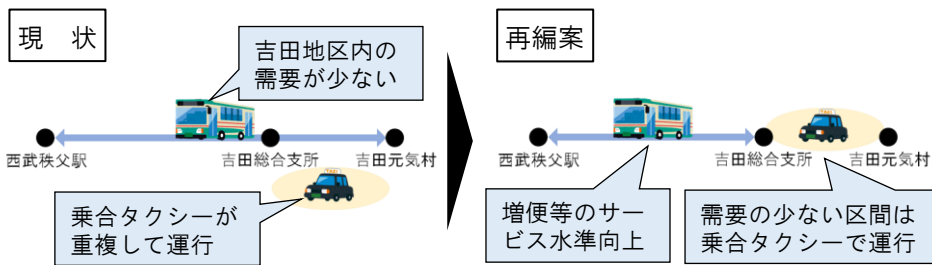 現　状
吉田地区内の
需要が少ない
西武秩父駅
吉田総合支所
吉田元気村
TAXI
乗合タクシーが
重複して運行
再編案
TAXI
西武秩父駅
吉田総合支所
吉田元気村
増便等のサー
ビス水準向上
需要の少ない区間は
乗合タクシーで運行